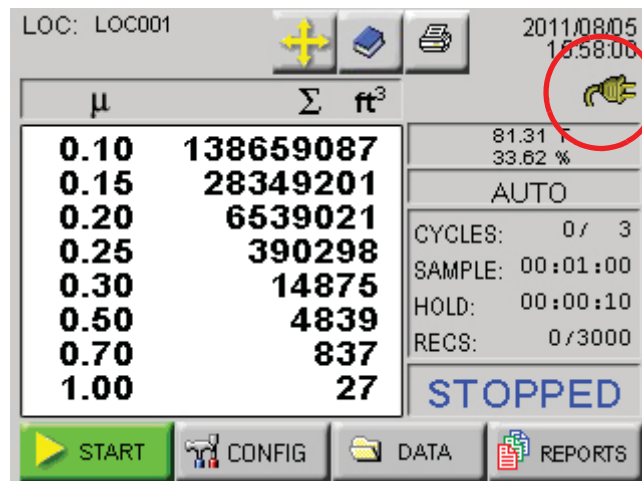 LOC: LOC001
2011/08/05
15:58:00
µ Σ ft³
0.10 138659087
0.15 28349201
0.20 6539021
0.25 390298
0.30 14875
0.50 4839
0.70 837
1.00 27
81.31 F
33.62 %
AUTO
CYCLES: 0/ 3
SAMPLE: 00:01:00
HOLD: 00:00:10
RECS: 0/3000
STOPPED
START
CONFIG
DATA
REPORTS